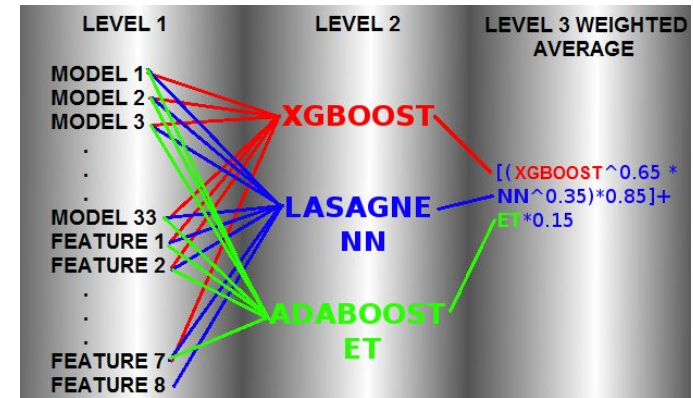 LEVEL 1
LEVEL 2
LEVEL 3 WEIGHTED
AVERAGE
MODEL 1
MODEL 2
MODEL 3
.
.
.
MODEL 33
FEATURE 1
FEATURE 2
.
.
.
FEATURE 7
FEATURE 8
XGBOOST
LASAGNE
NN
ADABOOST
ET
[(XGBOOST^0.65 *
NN^0.35)*0.85]+
ET*0.15